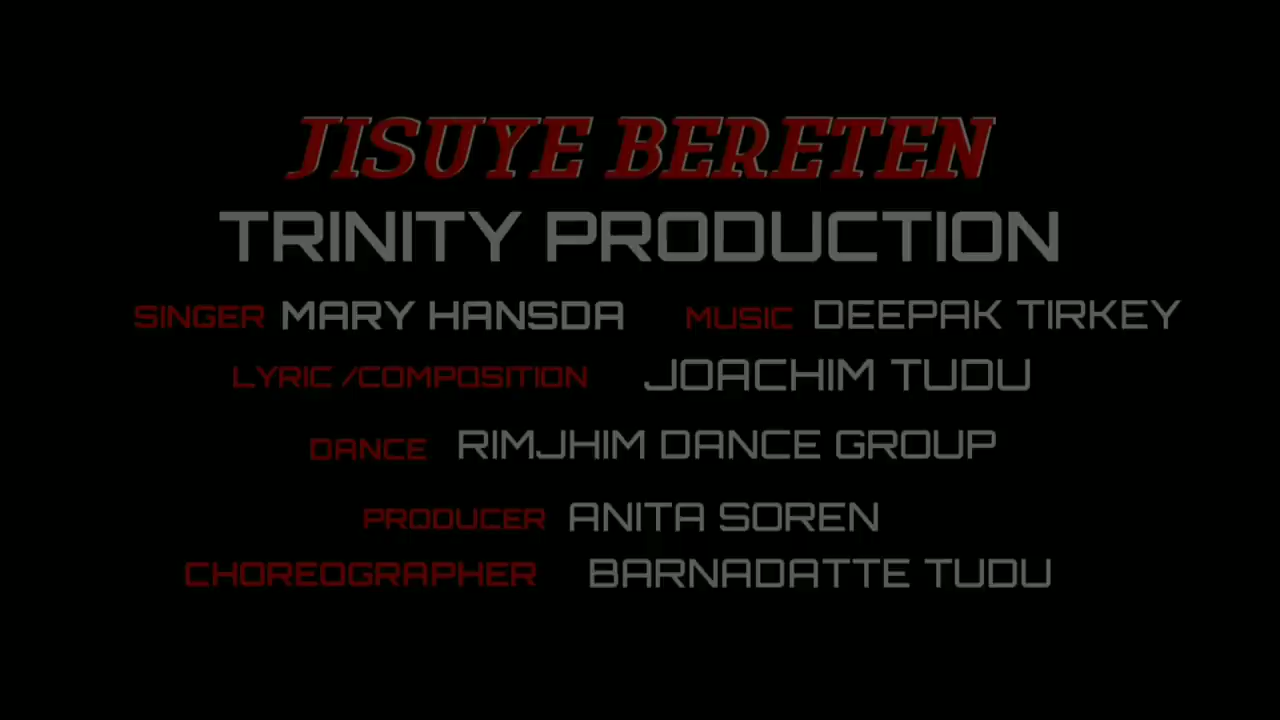 JISUYE BERETEN
TRINITY PRODUCTION
SINGER MARY HANSDA MUSIC DEEPAK TIRKEY
LYRIC /COMPOSITION JOACHIM TUDU
DANCE RIMJHIM DANCE GROUP
PRODUCER ANITA SOREN
CHOREOGRAPHER BARNADATTE TUDU